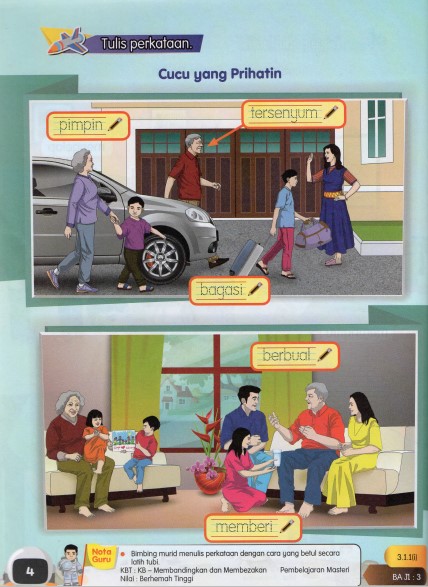 Tulis perkataan.
Cucu yang Prihatin
pimpin
tersenyum
bagasi
berbual
memberi
4
Nota Guru
• Bimbing murid menulis perkataan dengan cara yang betul secara
latih tubi.
KBT : KB – Membandingkan dan Membezakan Pembelajaran Masteri
Nilai : Berhemah Tinggi
3.1.1(i)
BA Jl : 3